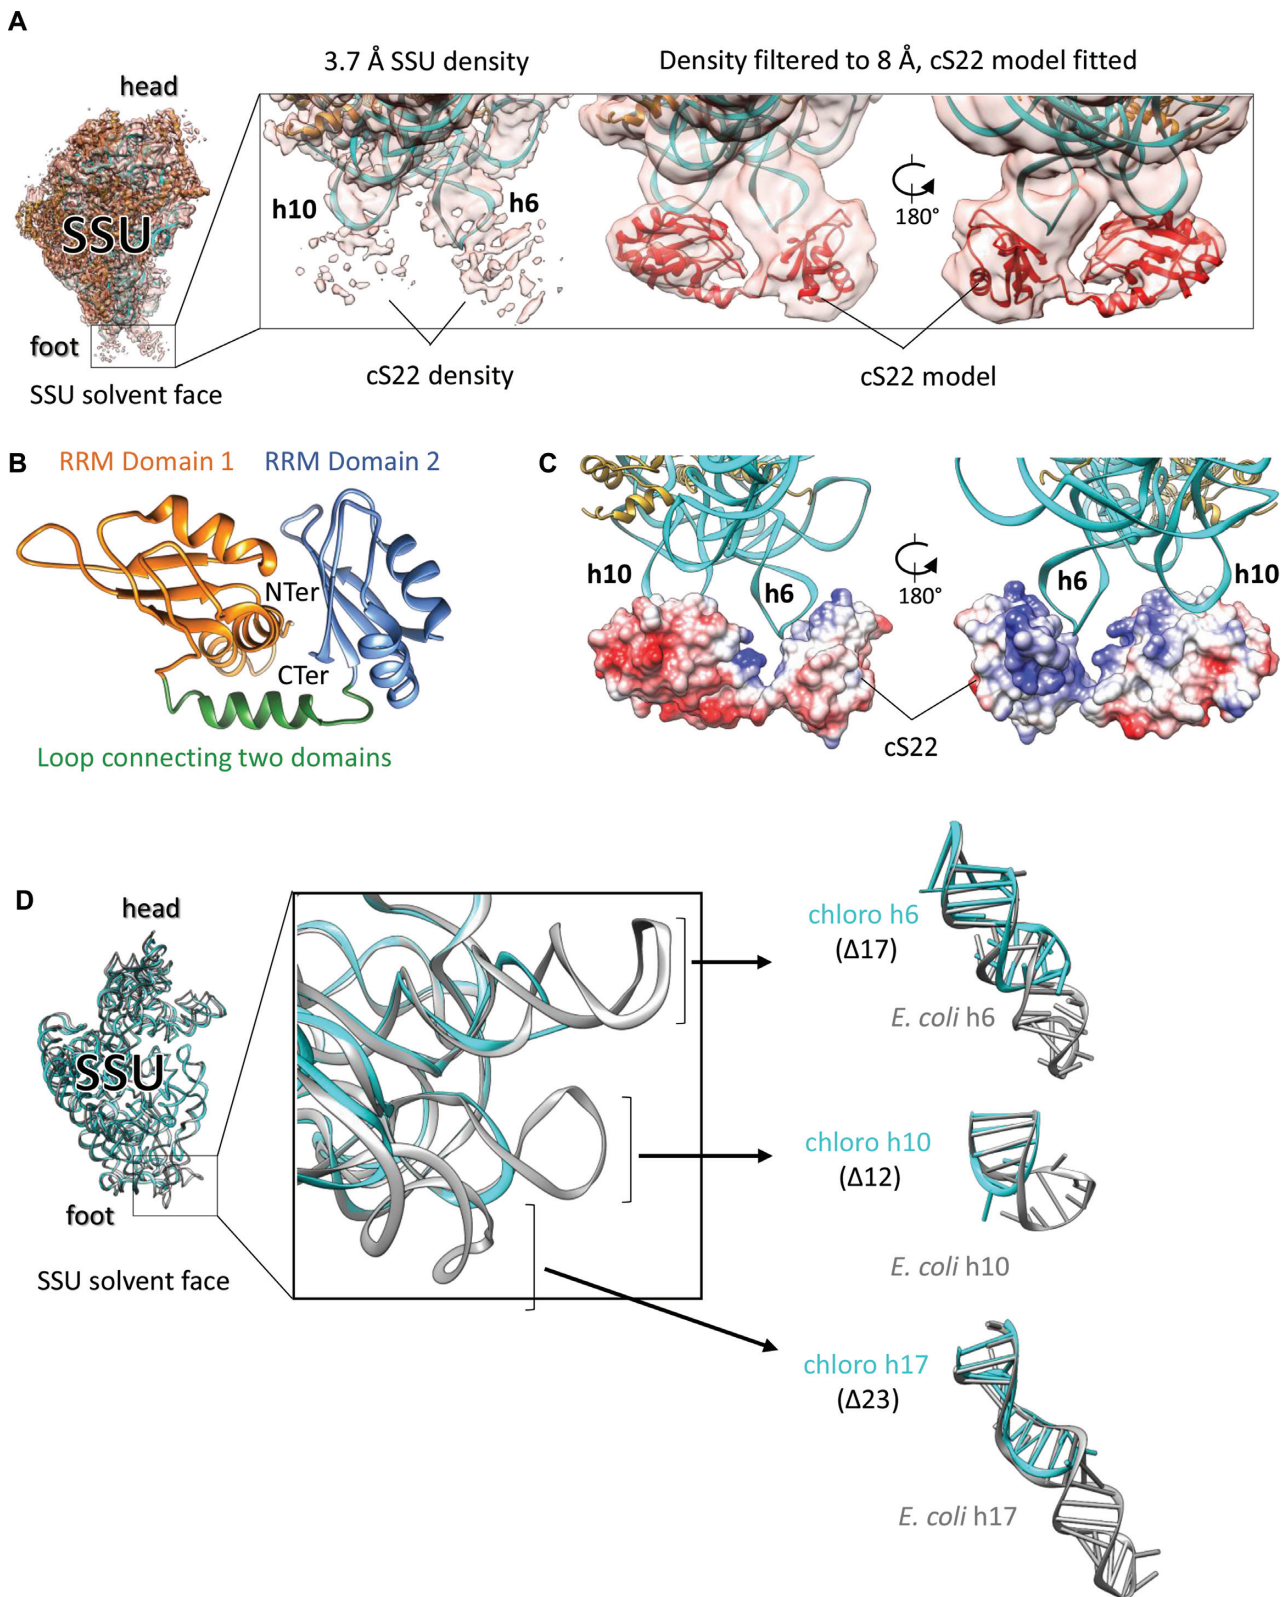 A
3.7 Å SSU density
Density filtered to 8 Å, cS22 model fitted
head
SSU
foot
SSU solvent face
h10
h6
180°
cS22 density
cS22 model
B
RRM Domain 1
RRM Domain 2
NTer
CTer
Loop connecting two domains
C
h10
h6
180°
h6
h10
cS22
D
head
SSU
foot
SSU solvent face
chloro h6
(Δ17)
E. coli h6
chloro h10
(Δ12)
E. coli h10
chloro h17
(Δ23)
E. coli h17